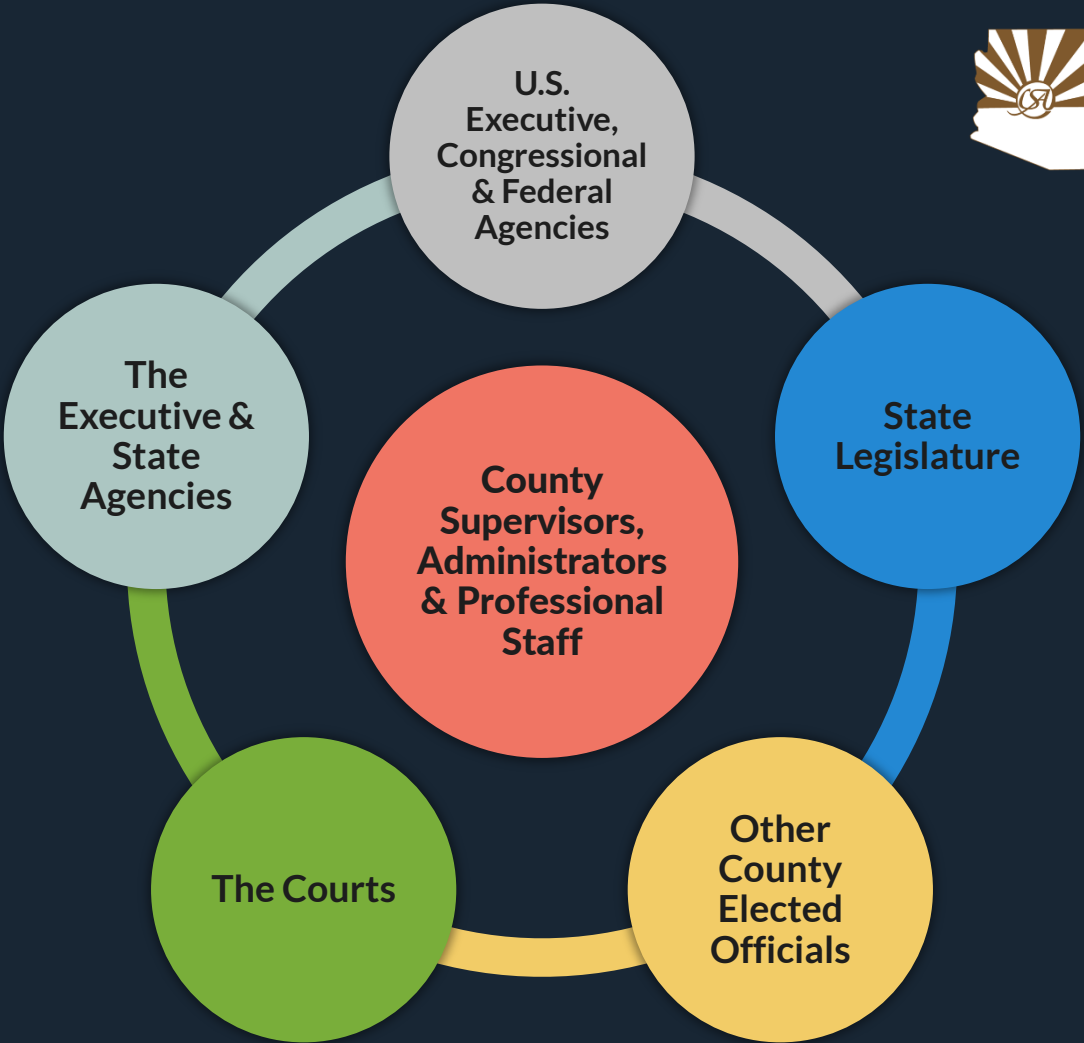 U.S.
Executive,
Congressional
& Federal
Agencies
CSA
The
Executive &
State
Agencies
State
Legislature
County
Supervisors,
Administrators
& Professional
Staff
The Courts
Other
County
Elected
Officials